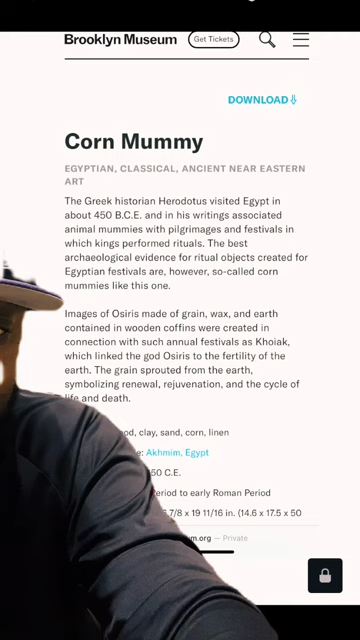 Brooklyn Museum
Get Tickets
DOWNLOAD
Corn Mummy
EGYPTIAN, CLASSICAL, ANCIENT NEAR EASTERN
ART
The Greek historian Herodotus visited Egypt in
about 450 B.C.E. and in his writings associated
animal mummies with pilgrimages and festivals in
which kings performed rituals. The best
archaeological evidence for ritual objects created for
Egyptian festivals are, however, so-called corn
mummies like this one.
Images of Osiris made of grain, wax, and earth
contained in wooden coffins were created in
connection with such annual festivals as Khoiak,
which linked the god Osiris to the fertility of the
earth. The grain sprouted from the earth,
symbolizing renewal, rejuvenation, and the cycle of
life and death.
clay, sand, corn, linen
Akhmim, Egypt
C.E.
to early Roman Period
7/8 x 19 11/16 in. (14.6 x 17.5 x 50
— Private